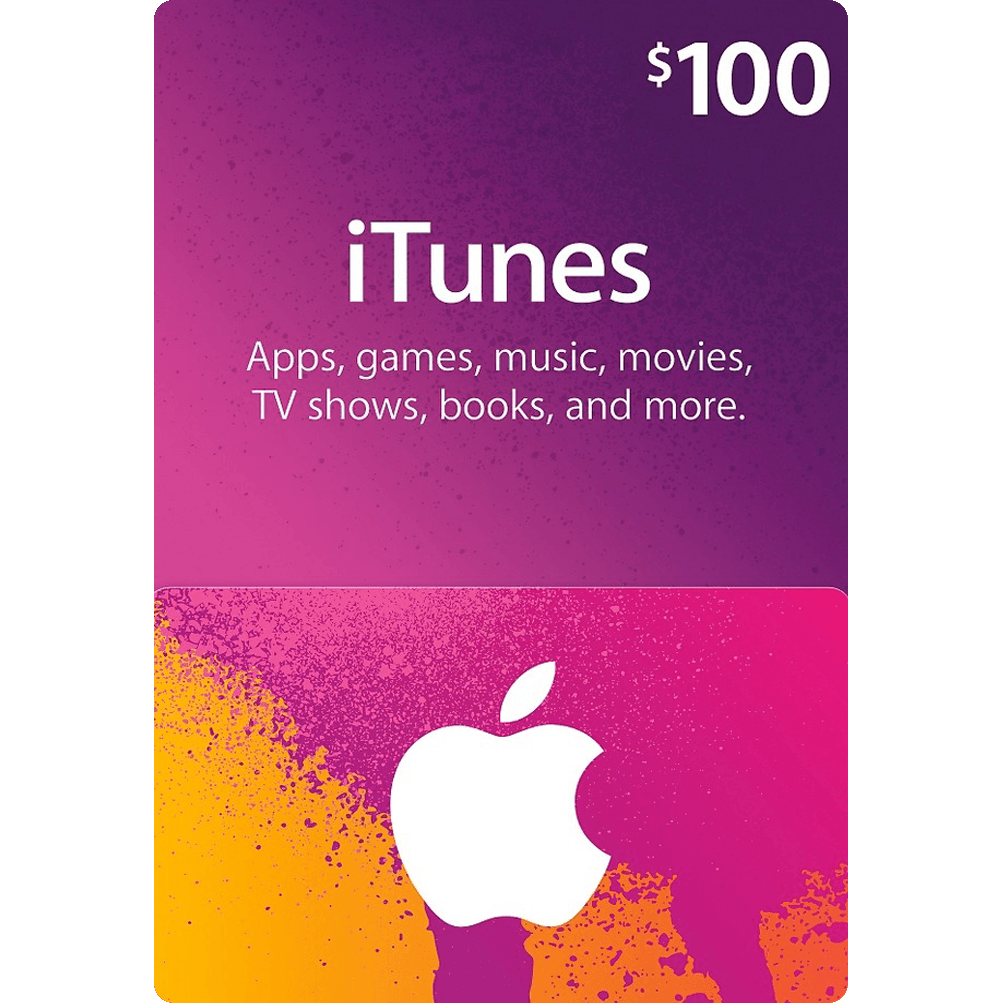 $100
iTunes
Apps, games, music, movies,
TV shows, books, and more.